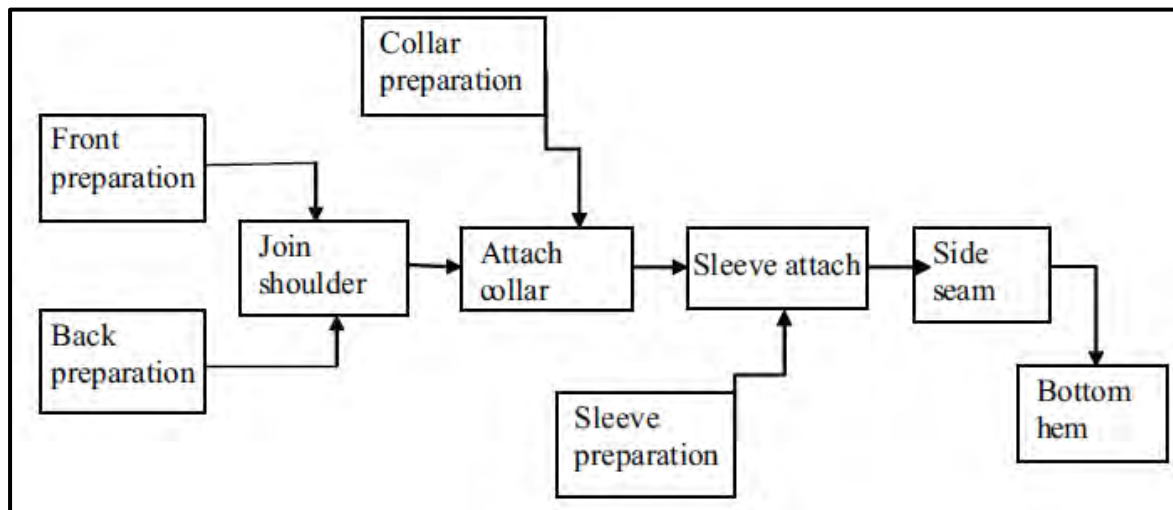 Collar
preparation
Front
preparation
Join
shoulder
Attach
collar
Sleeve attach
Side
seam
Back
preparation
Sleeve
preparation
Bottom
hem